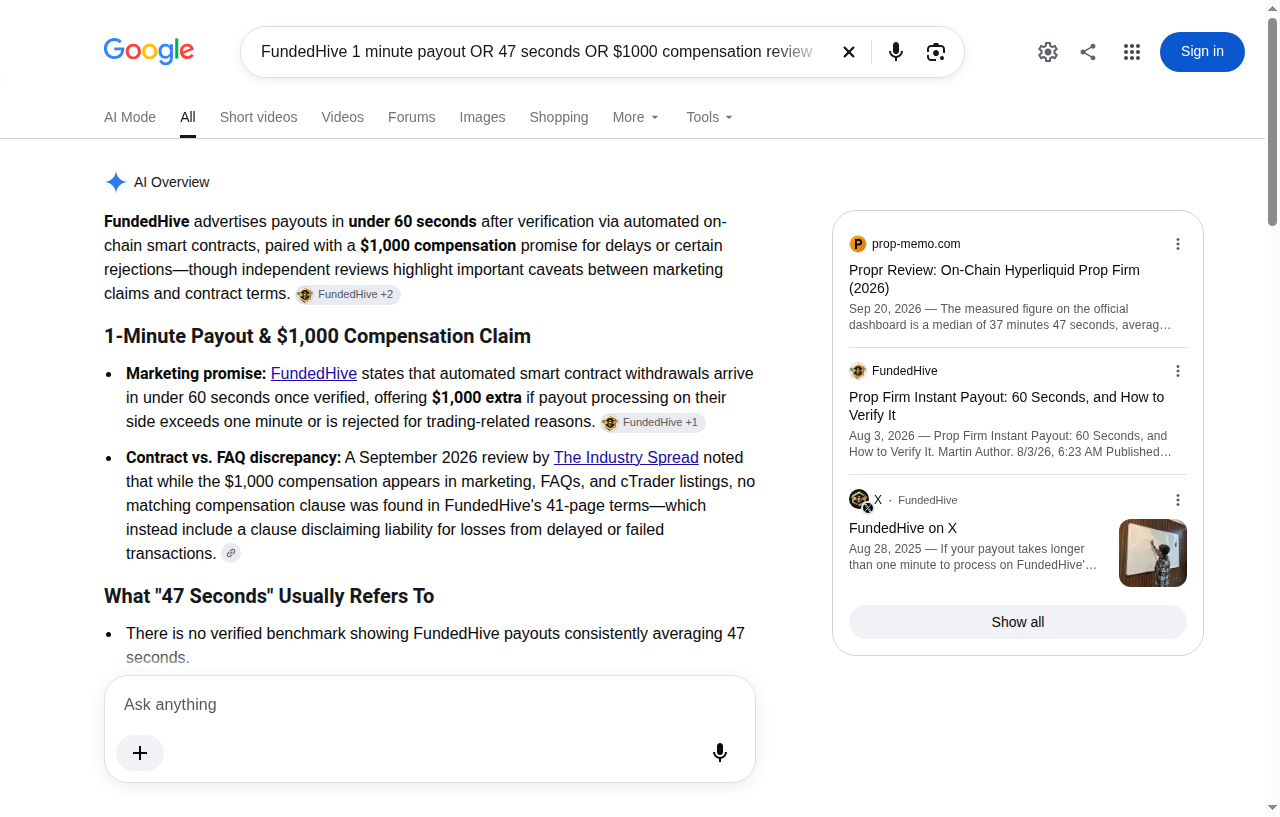 Google
FundedHive 1 minute payout OR 47 seconds OR $1000 compensation review
Sign in
AI Mode
All
Short videos
Videos
Forums
Images
Shopping
More
Tools
AI Overview
FundedHive advertises payouts in under 60 seconds after verification via automated on-
chain smart contracts, paired with a $1,000 compensation promise for delays or certain
rejections—though independent reviews highlight important caveats between marketing
claims and contract terms. FundedHive +2
1-Minute Payout & $1,000 Compensation Claim
• Marketing promise: FundedHive states that automated smart contract withdrawals arrive
in under 60 seconds once verified, offering $1,000 extra if payout processing on their
side exceeds one minute or is rejected for trading-related reasons. FundedHive +1
• Contract vs. FAQ discrepancy: A September 2026 review by The Industry Spread noted
that while the $1,000 compensation appears in marketing, FAQs, and cTrader listings, no
matching compensation clause was found in FundedHive's 41-page terms—which
instead include a clause disclaiming liability for losses from delayed or failed
transactions.
What "47 Seconds" Usually Refers To
• There is no verified benchmark showing FundedHive payouts consistently averaging 47
seconds.
Ask anything
P prop-memo.com
Propr Review: On-Chain Hyperliquid Prop Firm
(2026)
Sep 20, 2026 — The measured figure on the official
dashboard is a median of 37 minutes 47 seconds, averag…
FundedHive
Prop Firm Instant Payout: 60 Seconds, and How to
Verify It
Aug 3, 2026 — Prop Firm Instant Payout: 60 Seconds, and
How to Verify It. Martin Author. 8/3/26, 6:23 AM Published…
X · FundedHive
FundedHive on X
Aug 28, 2025 — If your payout takes longer
than one minute to process on FundedHive'…
Show all